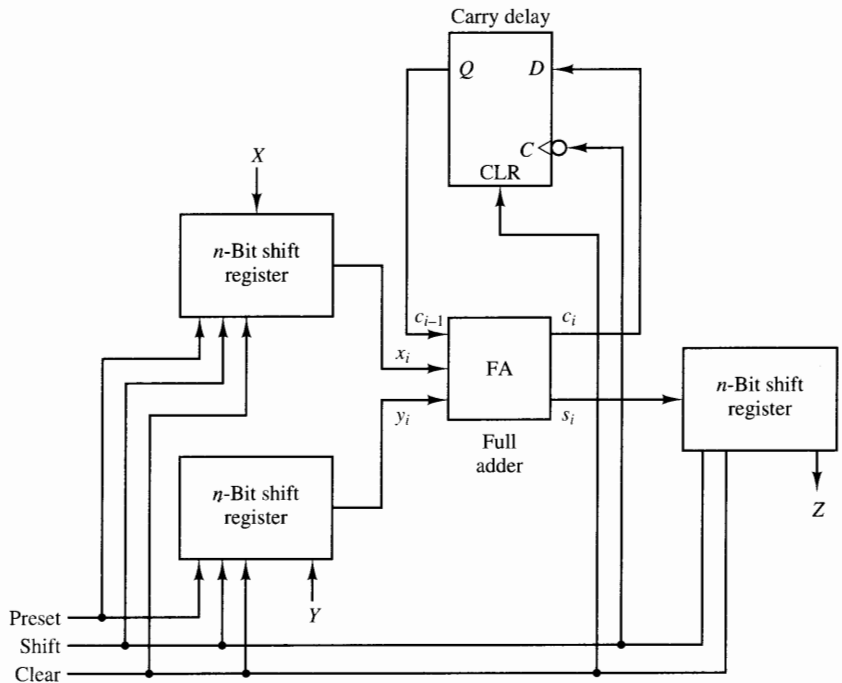 Carry delay
Q
D
C
CLR
X
n-Bit shift
register
c_{i–1}
c_i
x_i
FA
n-Bit shift
register
y_i
s_i
Full
adder
n-Bit shift
register
Z
Y
Preset
Shift
Clear